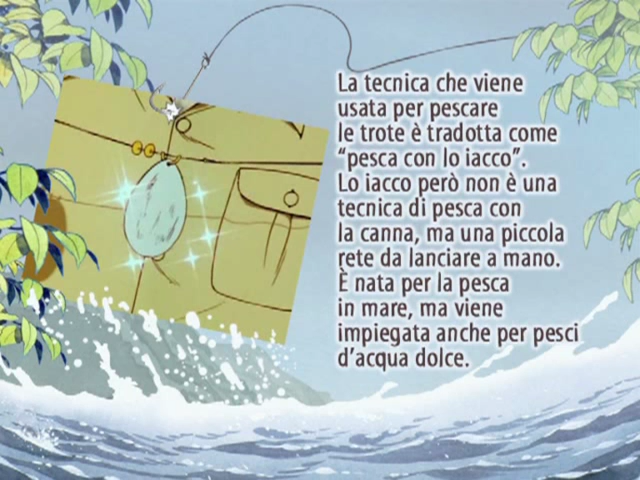 La tecnica che viene
usata per pescare
le trote è tradotta come
“pesca con lo iacco”.
Lo iacco però non è una
tecnica di pesca con
la canna, ma una piccola
rete da lanciare a mano.
È nata per la pesca
in mare, ma viene
impiegata anche per pesci
d’acqua dolce.